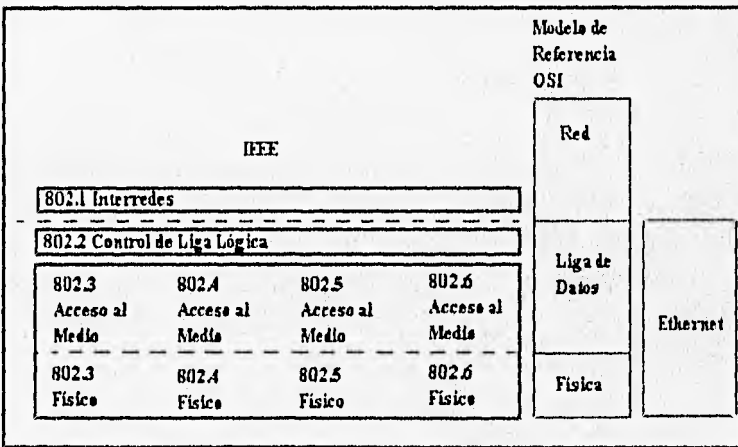 Modelo de
Referencia
OSI
IEEE
Red
802.1 Interredes
802.2 Control de Liga Lógica
802.3
Acceso al
Medio
802.4
Acceso al
Medio
802.5
Acceso al
Medio
802.6
Acceso al
Medio
Liga de
Datos
Ethernet
802.3
Físico
802.4
Físico
802.5
Físico
802.6
Físico
Física